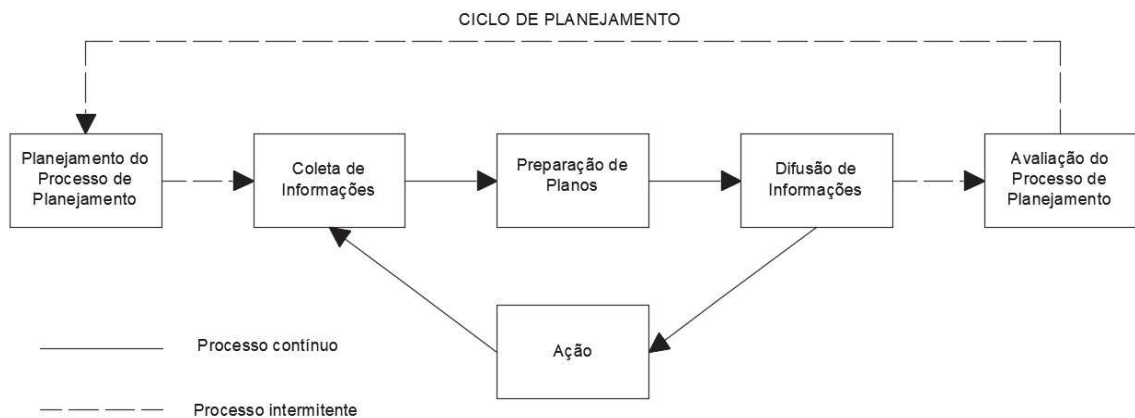 CICLO DE PLANEJAMENTO
Planejamento do
Processo de
Planejamento
Coleta de
Informações
Preparação de
Planos
Difusão de
Informações
Avaliação do
Processo de
Planejamento
Ação
Processo contínuo
Processo intermitente